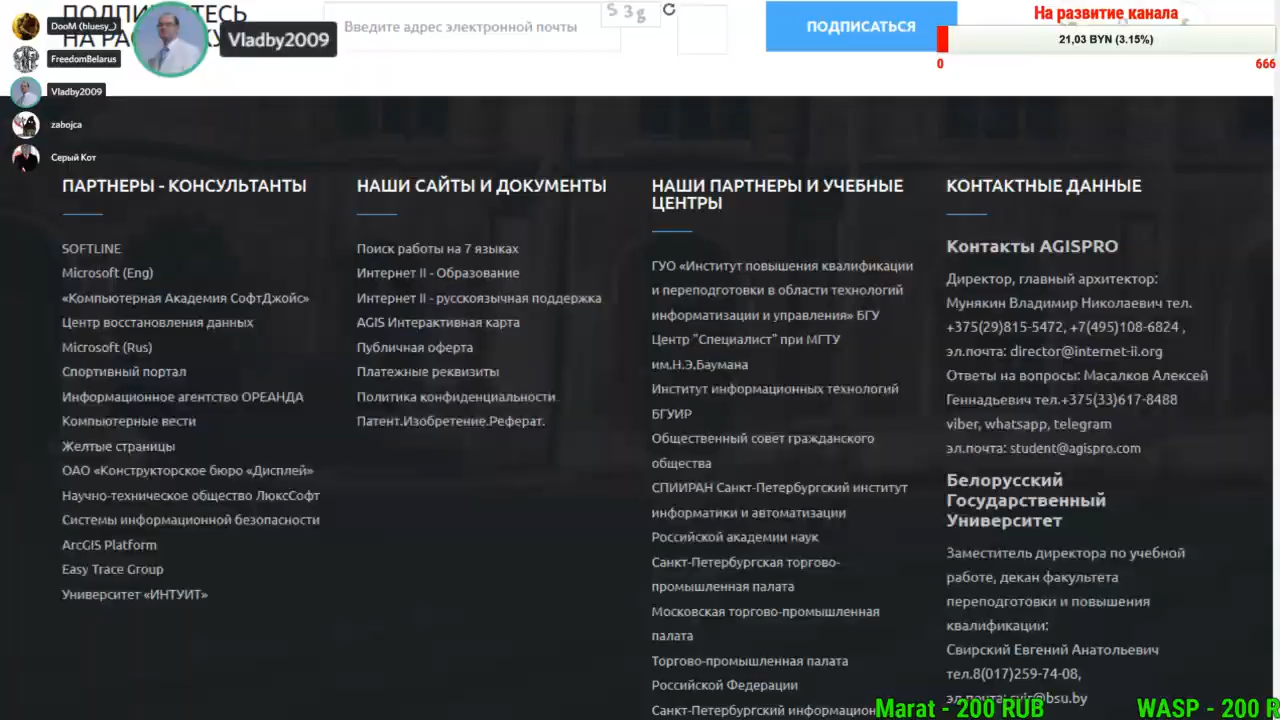 ПОДПИШИТЕСЬ
Введите адрес электронной почты
S 3g
ПОДПИСАТЬСЯ
На развитие канала
21,03 BYN (3.15%)
0
666
DooM (bluesy_)
FreedomBelarus
Vladby2009
zabojca
Серый Кот
Vladby2009
ПАРТНЕРЫ - КОНСУЛЬТАНТЫ
SOFTLINE
Microsoft (Eng)
«Компьютерная Академия СофтДжойс»
Центр восстановления данных
Microsoft (Rus)
Спортивный портал
Информационное агентство ОРЕАНДА
Компьютерные вести
Желтые страницы
ОАО «Конструкторское бюро «Дисплей»
Научно-техническое общество ЛюксСофт
Системы информационной безопасности
ArcGIS Platform
Easy Trace Group
Университет «ИНТУИТ»
НАШИ САЙТЫ И ДОКУМЕНТЫ
Поиск работы на 7 языках
Интернет II - Образование
Интернет II - русскоязычная поддержка
AGIS Интерактивная карта
Публичная оферта
Платежные реквизиты
Политика конфиденциальности
Патент.Изобретение.Реферат.
НАШИ ПАРТНЕРЫ И УЧЕБНЫЕ
ЦЕНТРЫ
ГУО «Институт повышения квалификации
и переподготовки в области технологий
информатизации и управления» БГУ
Центр "Специалист" при МГТУ
им.Н.Э.Баумана
Институт информационных технологий
БГУИР
Общественный совет гражданского
общества
СПИИРАН Санкт-Петербургский институт
информатики и автоматизации
Российской академии наук
Санкт-Петербургская торгово-
промышленная палата
Московская торгово-промышленная
палата
Торгово-промышленная палата
Российской Федерации
Санкт-Петербургский информацион
КОНТАКТНЫЕ ДАННЫЕ
Контакты AGISPRO
Директор, главный архитектор:
Мунякин Владимир Николаевич тел.
+375(29)815-5472, +7(495)108-6824 ,
эл.почта: director@internet-ii.org
Ответы на вопросы: Масалков Алексей
Геннадьевич тел.+375(33)617-8488
viber, whatsapp, telegram
эл.почта: student@agispro.com
Белорусский
Государственный
Университет
Заместитель директора по учебной
работе, декан факультета
переподготовки и повышения
квалификации:
Свирский Евгений Анатольевич
тел.8(017)259-74-08,
эл.почта: svir@bsu.by
Marat - 200 RUB
WASP - 200 R